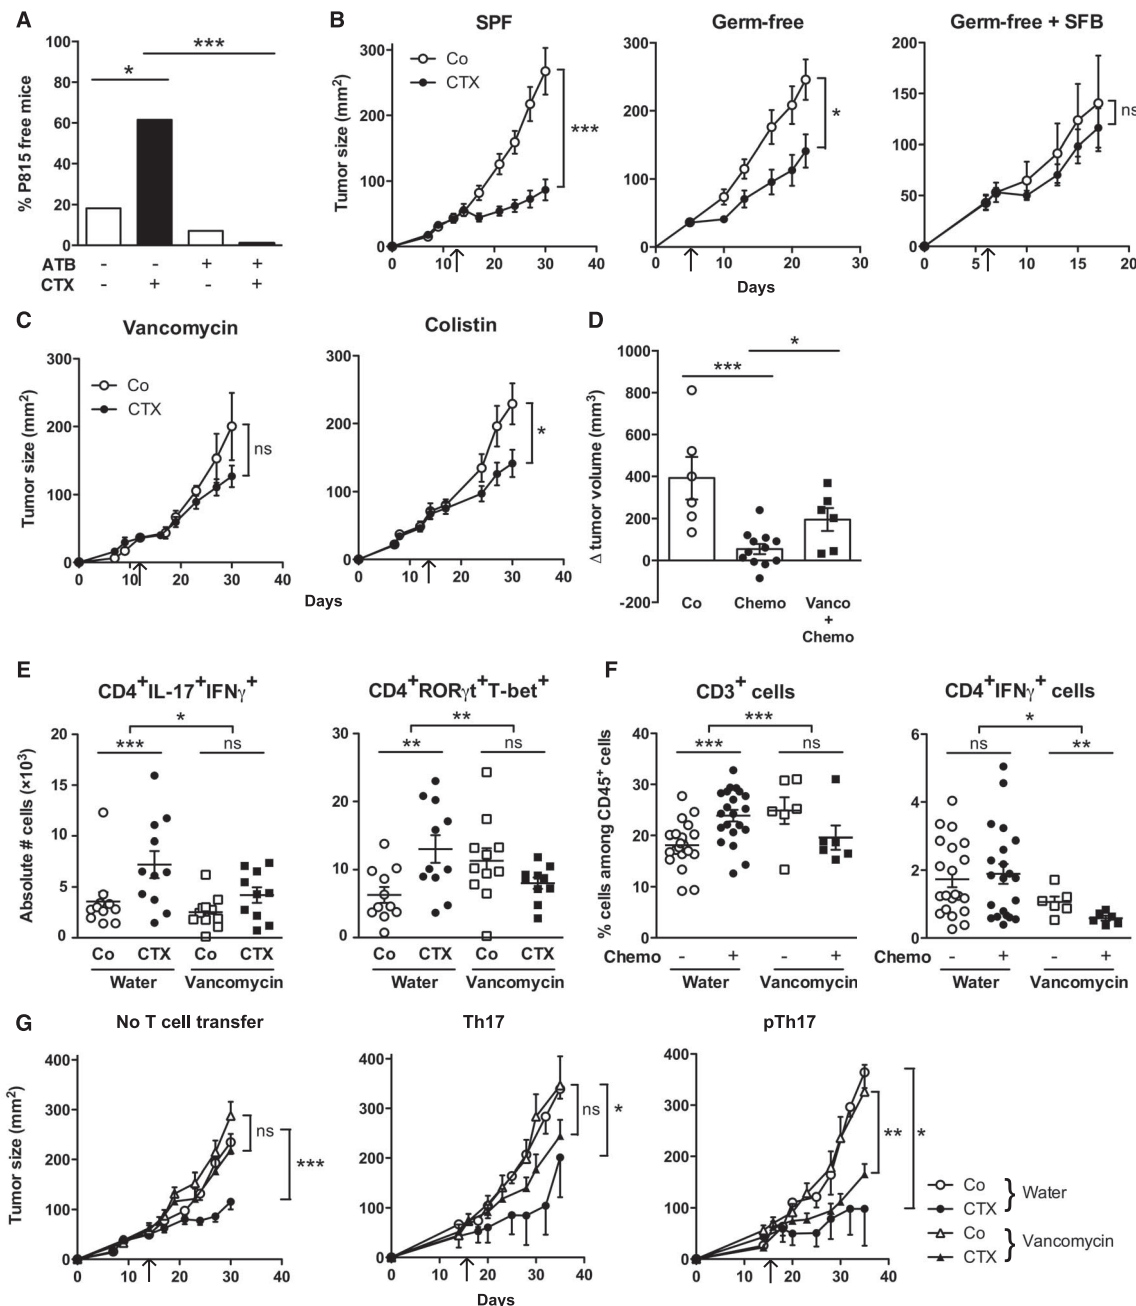 A
% P815 free mice
100
80
60
40
20
0
*
***
ATB - - + +
CTX - + - +
B
SPF
Tumor size (mm2)
300
200
100
0
Co
CTX
***
0 10 20 30 40
Germ-free
300
200
100
0
*
0 10 20 30
Germ-free + SFB
200
150
100
50
0
ns
0 5 10 15 20
Days
C
Vancomycin
Tumor size (mm2)
300
200
100
0
Co
CTX
ns
0 10 20 30 40
Colistin
300
200
100
0
*
0 10 20 30 40
Days
D
Δ tumor volume (mm3)
1000
800
600
400
200
0
-200
***
*
Co Chemo Vanco
+
Chemo
E
CD4+IL-17+IFNγ+
Absolute # cells (×103)
20
15
10
5
0
*
*** ns
Co CTX Co CTX
Water Vancomycin
CD4+RORγt+T-bet+
30
20
10
0
**
** ns
Co CTX Co CTX
Water Vancomycin
F
CD3+ cells
% cells among CD45+ cells
40
30
20
10
0
***
*** ns
Chemo - + - +
Water Vancomycin
CD4+IFNγ+ cells
6
4
2
0
*
ns **
Chemo - + - +
Water Vancomycin
G
No T cell transfer
Tumor size (mm2)
400
300
200
100
0
ns
***
0 10 20 30 40
Th17
400
300
200
100
0
ns *
0 10 20 30 40
pTh17
400
300
200
100
0
** *
0 10 20 30 40
Days
Co
CTX
} Water
Co
CTX
} Vancomycin